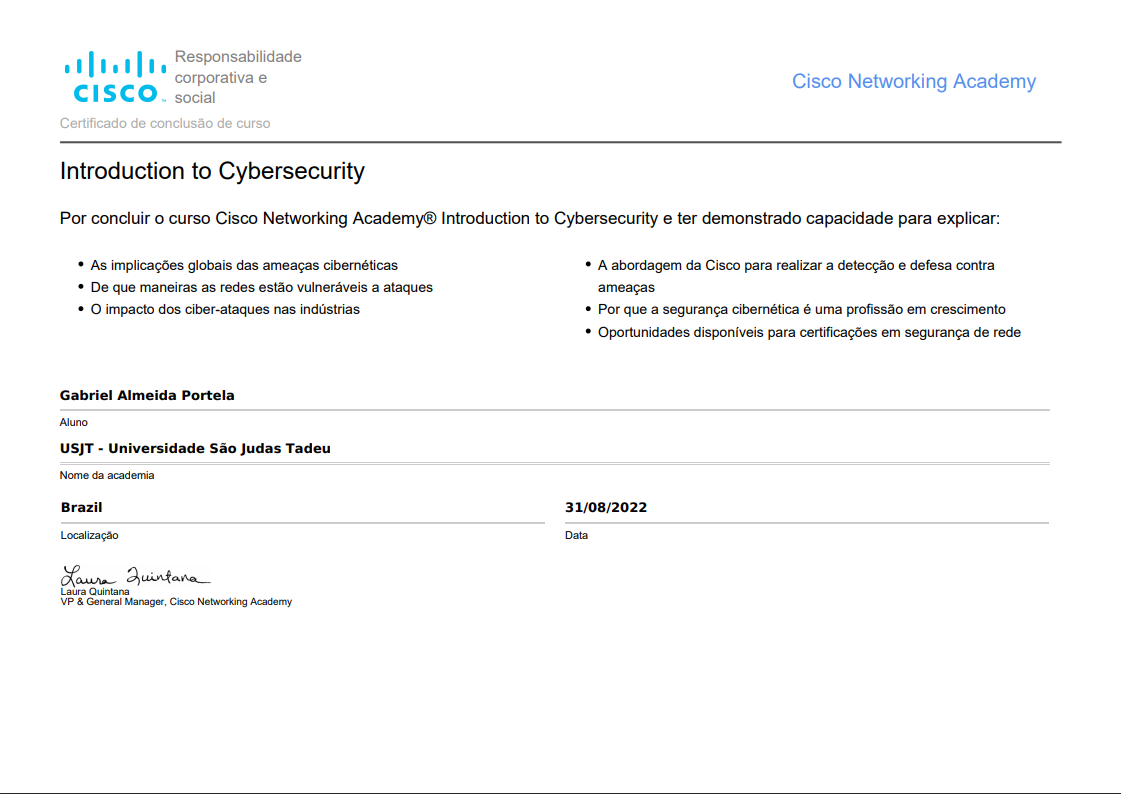 CISCO
Responsabilidade
corporativa e
social
Cisco Networking Academy
Certificado de conclusão de curso
Introduction to Cybersecurity
Por concluir o curso Cisco Networking Academy® Introduction to Cybersecurity e ter demonstrado capacidade para explicar:
• As implicações globais das ameaças cibernéticas
• De que maneiras as redes estão vulneráveis a ataques
• O impacto dos ciber-ataques nas indústrias
• A abordagem da Cisco para realizar a detecção e defesa contra
ameaças
• Por que a segurança cibernética é uma profissão em crescimento
• Oportunidades disponíveis para certificações em segurança de rede
Gabriel Almeida Portela
Aluno
USJT - Universidade São Judas Tadeu
Nome da academia
Brazil
Localização
31/08/2022
Data
Laura Quintana
Laura Quintana
VP & General Manager, Cisco Networking Academy